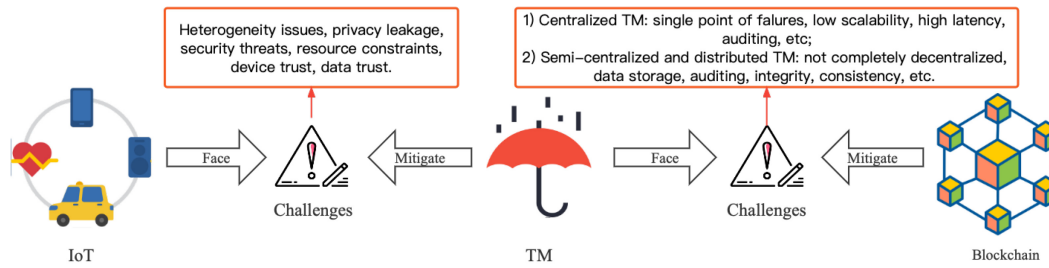 Heterogeneity issues, privacy leakage,
security threats, resource constraints,
device trust, data trust.
1) Centralized TM: single point of failures, low scalability, high latency,
auditing, etc;
2) Semi-centralized and distributed TM: not completely decentralized,
data storage, auditing, integrity, consistency, etc.
Face
Mitigate
Face
Mitigate
Challenges
Challenges
IoT
TM
Blockchain